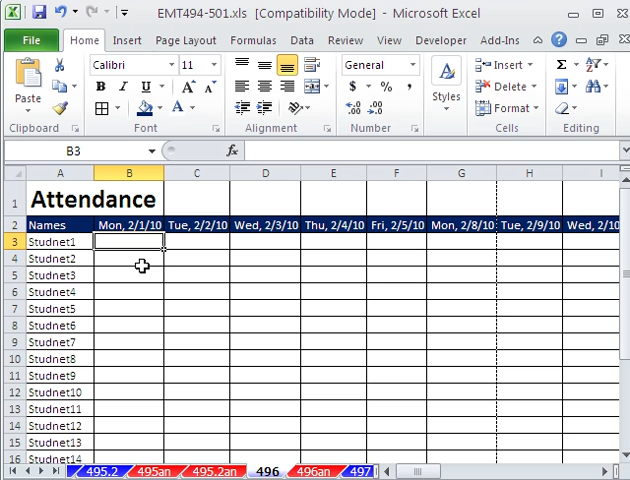 EMT494-501.xls [Compatibility Mode] - Microsoft Excel
File Home Insert Page Layout Formulas Data Review View Developer Add-Ins
Calibri 11 General Insert
Paste B I U A A $ % , Styles Delete
A Format
Clipboard Font Alignment Number Cells Editing
B3 fx
A B C D E F G H I
1 Attendance
2 Names Mon, 2/1/10 Tue, 2/2/10 Wed, 2/3/10 Thu, 2/4/10 Fri, 2/5/10 Mon, 2/8/10 Tue, 2/9/10 Wed, 2/10
3 Studnet1
4 Studnet2
5 Studnet3
6 Studnet4
7 Studnet5
8 Studnet6
9 Studnet7
10 Studnet8
11 Studnet9
12 Studnet10
13 Studnet11
14 Studnet12
15 Studnet13
16 Studnet14
495.2 495an 495.2an 496 496an 497